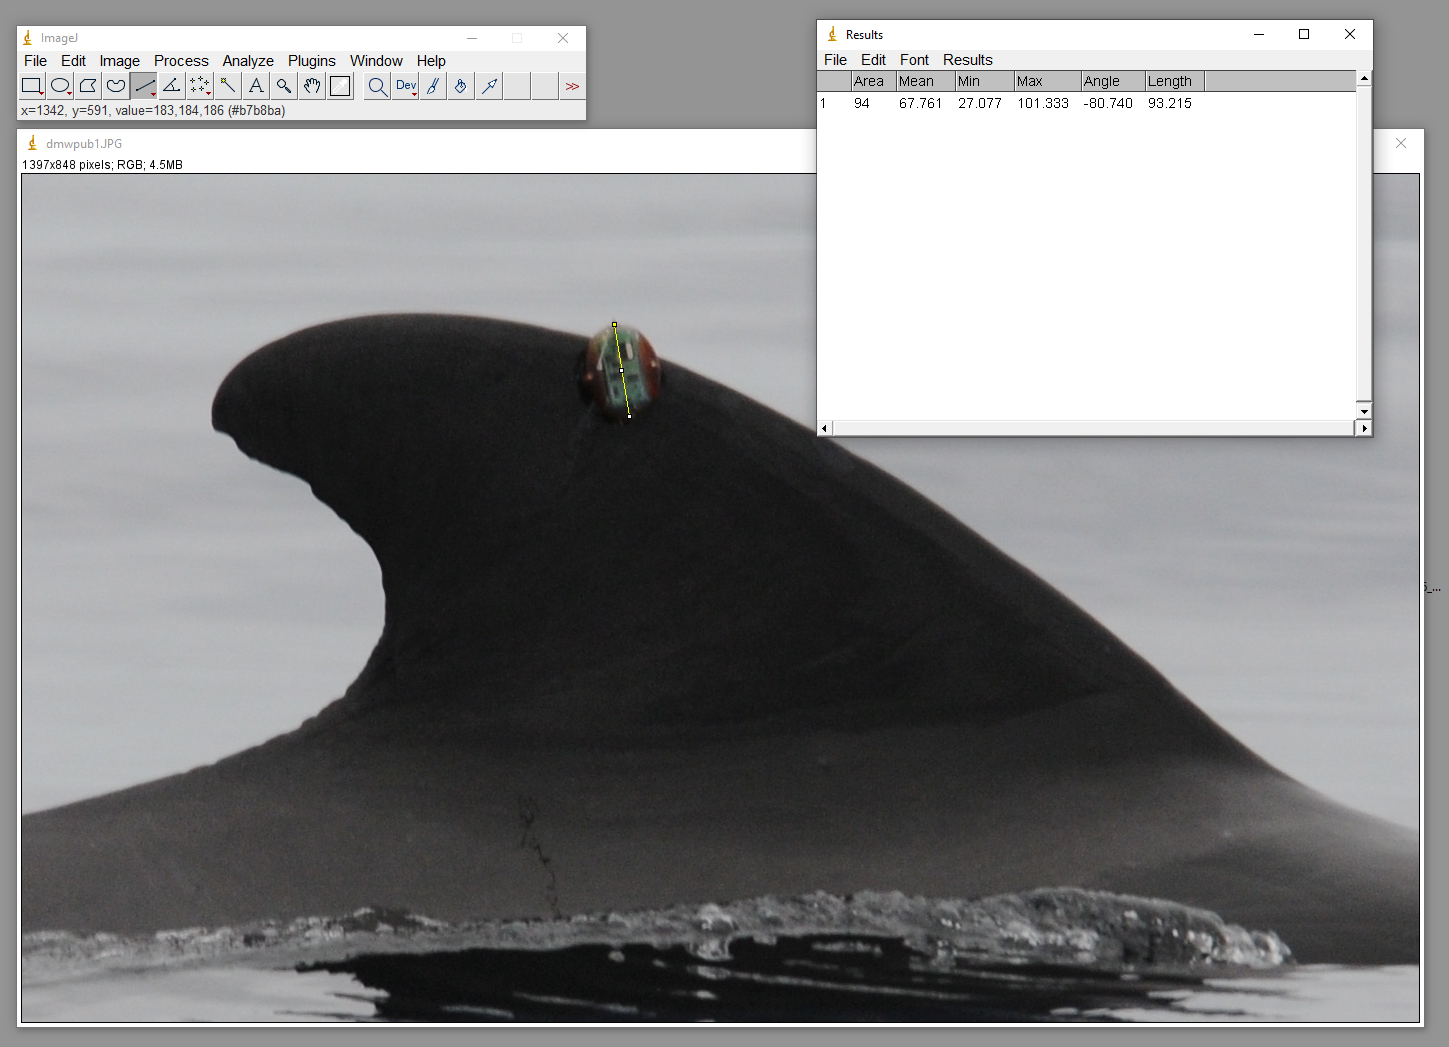 ImageJ
File Edit Image Process Analyze Plugins Window Help
A Dev >>
x=1342, y=591, value=183,184,186 (#b7b8ba)
dmwpub1.JPG
1397x848 pixels; RGB; 4.5MB
Results
File Edit Font Results
Area Mean Min Max Angle Length
1 94 67.761 27.077 101.333 -80.740 93.215